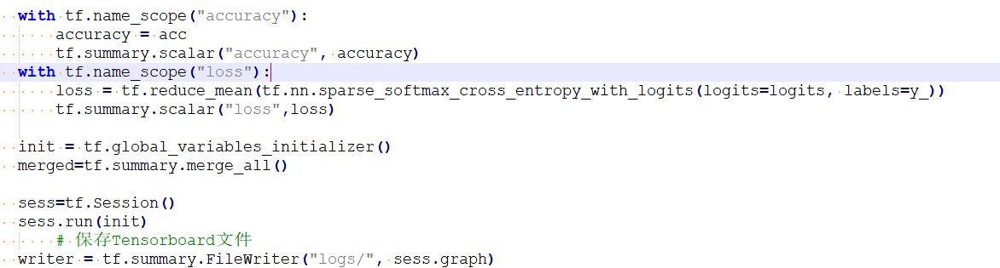 with tf.name_scope("accuracy"):
accuracy = acc
tf.summary.scalar("accuracy", accuracy)
with tf.name_scope("loss"):
loss = tf.reduce_mean(tf.nn.sparse_softmax_cross_entropy_with_logits(logits=logits, labels=y_))
tf.summary.scalar("loss",loss)
init = tf.global_variables_initializer()
merged=tf.summary.merge_all()
sess=tf.Session()
sess.run(init)
# 保存Tensorboard文件
writer = tf.summary.FileWriter("logs/", sess.graph)